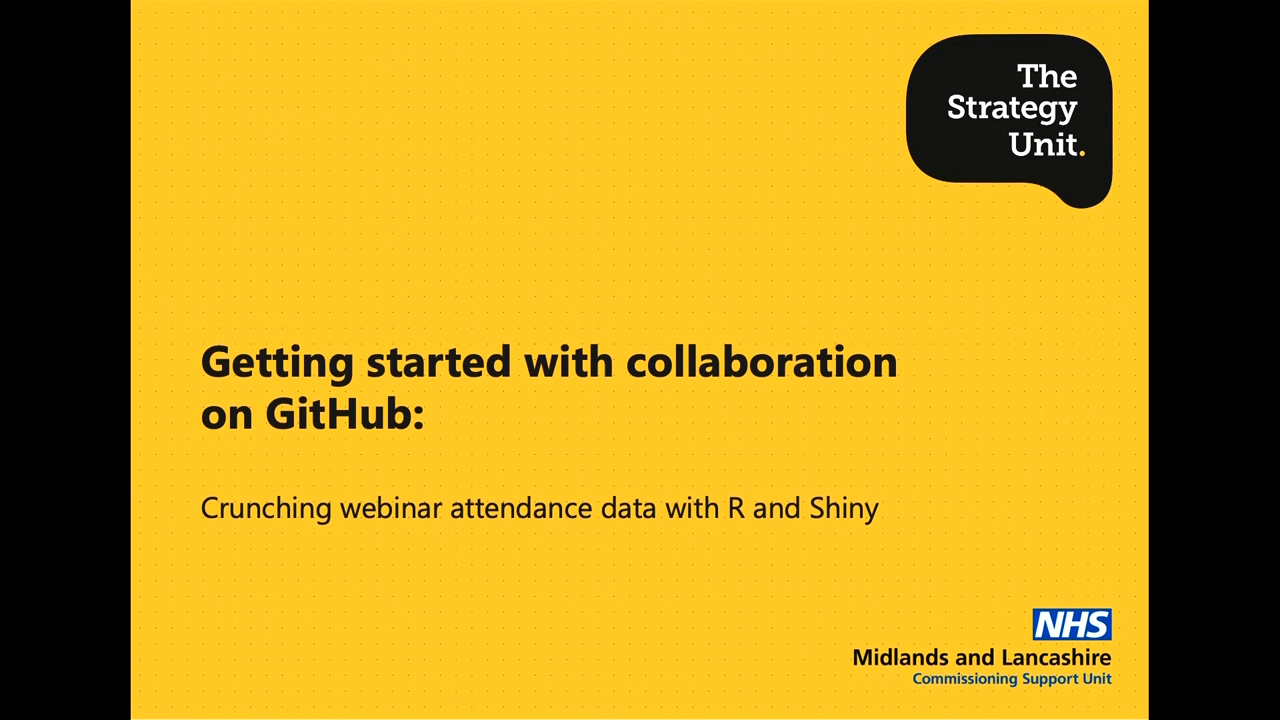 The
Strategy
Unit.
Getting started with collaboration
on GitHub:
Crunching webinar attendance data with R and Shiny
NHS
Midlands and Lancashire
Commissioning Support Unit